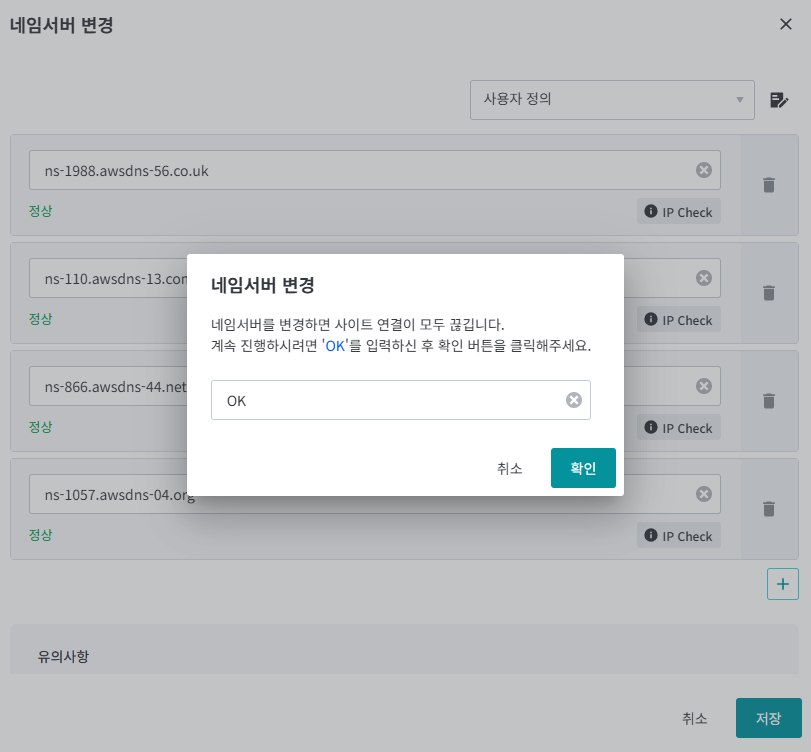 네임서버 변경
사용자 정의
ns-1988.awsdns-56.co.uk
정상
IP Check
ns-110.awsdns-13.com
정상
IP Check
ns-866.awsdns-44.net
정상
IP Check
ns-1057.awsdns-04.org
정상
IP Check
네임서버 변경
네임서버를 변경하면 사이트 연결이 모두 끊깁니다.
계속 진행하시려면 'OK'를 입력하신 후 확인 버튼을 클릭해주세요.
OK
취소 확인
유의사항
취소 저장